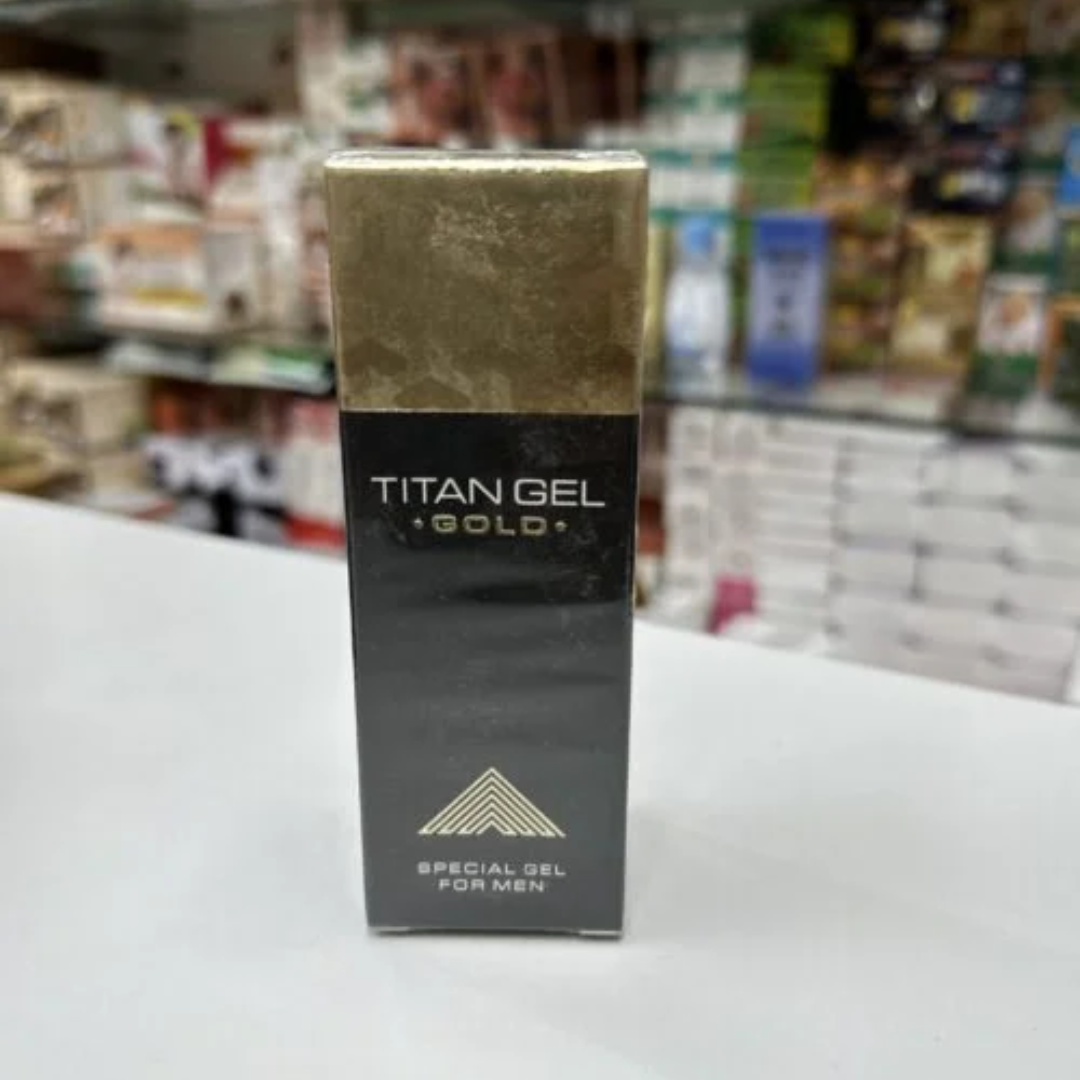 TITAN GEL
GOLD
SPECIAL GEL
FOR MEN